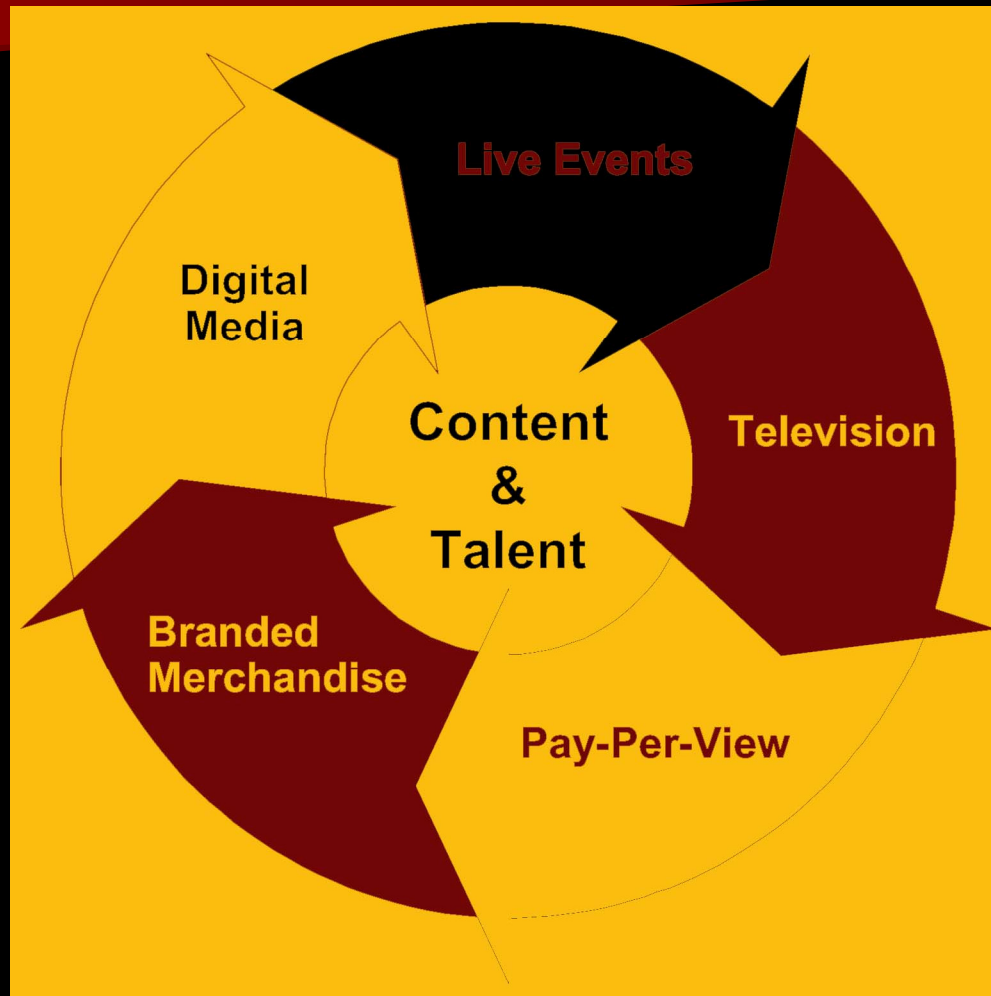 Live Events
Digital
Media
Television
Content
&
Talent
Branded
Merchandise
Pay-Per-View